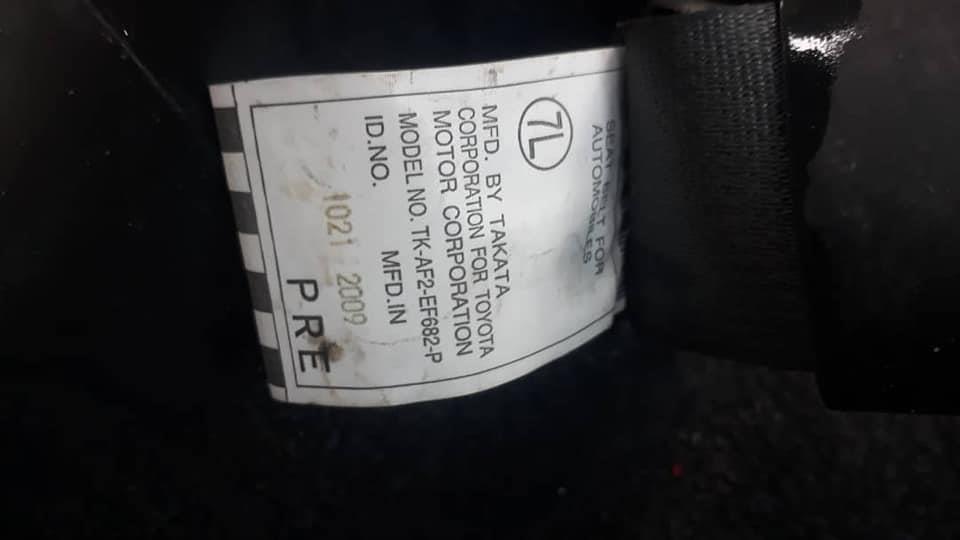 SEAT BELT FOR
AUTOMOBILES
7L
MFD. BY TAKATA
CORPORATION FOR TOYOTA
MOTOR CORPORATION
MODEL NO. TK-AF2-EF682-P
ID.NO. MFD.IN
1021 2009
PRE